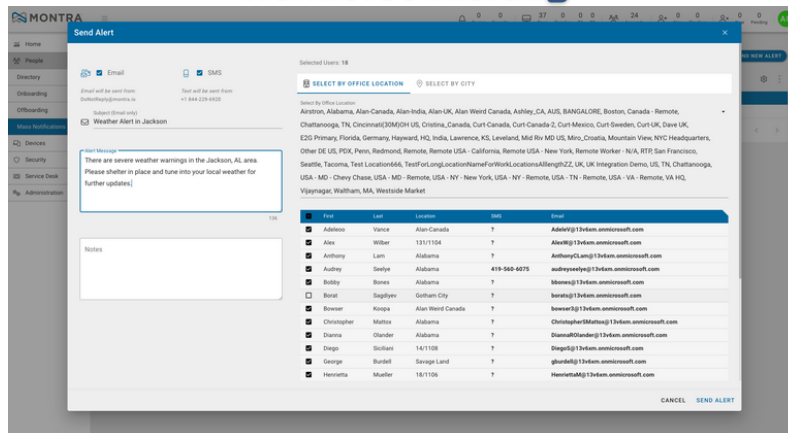 MONTRA
0 0 37 0 0 0 24 0 0 0 0
Pending
Send Alert
Home
People
Directory
Onboarding
Offboarding
Mass Notifications
Devices
Security
Service Desk
Administration
Email
SMS
Email will be sent from:
DoNotReply@montra.io
Text will be sent from:
+1 844-239-6920
Subject (Email only)
Weather Alert in Jackson
Alert Message
There are severe weather warnings in the Jackson, AL area.
Please shelter in place and tune into your local weather for
further updates.
Notes
Selected Users: 18
SELECT BY OFFICE LOCATION
SELECT BY CITY
Select By Office Location
Airstron, Alabama, Alan-Canada, Alan-India, Alan-UK, Alan Weird Canada, Ashley_CA, AUS, BANGALORE, Boston, Canada - Remote,
Chattanooga, TN, Cincinnati(30M)OH US, Cristina_Canada, Curt-Canada, Curt-Canada-2, Curt-Mexico, Curt-Sweden, Curt-UK, Dave UK,
E2G Primary, Florida, Germany, Hayward, HQ, India, Lawrence, KS, Leveland, Mid Riv MD US, Miro_Croatia, Mountain View, NYC Headquarters,
Other DE US, PDX, Penn, Redmond, Remote, Remote USA - California, Remote USA - New York, Remote Worker - N/A, RTP, San Francisco,
Seattle, Tacoma, Test Location666, TestForLongLocationNameForWorkLocationsAlllengthZZ, UK, UK Integration Demo, US, TN, Chattanooga,
USA - MD - Chevy Chase, USA - MD - Remote, USA - NY - New York, USA - NY - Remote, USA - TN - Remote, USA - VA - Remote, VA HQ,
Vijaynagar, Waltham, MA, Westside Market
First Last Location SMS Email
Adeleoo Vance Alan-Canada ? AdeleV@13v6xm.onmicrosoft.com
Alex Wilber 131/1104 ? AlexW@13v6xm.onmicrosoft.com
Anthony Lam Alabama ? AnthonyCLam@13v6xm.onmicrosoft.com
Audrey Seelye Alabama 419-560-6075 audreyseelye@13v6xm.onmicrosoft.com
Bobby Bones Alabama ? bbones@13v6xm.onmicrosoft.com
Borat Sagdiyev Gotham City ? borato@13v6xm.onmicrosoft.com
Bowser Koopa Alan Weird Canada ? bowser3@13v6xm.onmicrosoft.com
Christopher Mattox Alabama ? ChristopherSMattox@13v6xm.onmicrosoft.com
Dianna Olander Alabama ? DiannaROlander@13v6xm.onmicrosoft.com
Diego Siciliani 14/1108 ? DiegoS@13v6xm.onmicrosoft.com
George Burdell Savage Land ? gburdell@13v6xm.onmicrosoft.com
Henrietta Mueller 18/1106 ? HenriettaM@13v6xm.onmicrosoft.com
CANCEL SEND ALERT